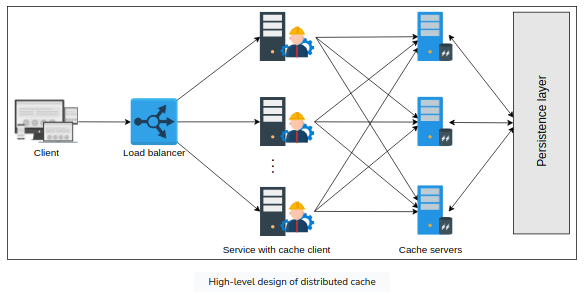 Client
Load balancer
Service with cache client
Cache servers
Persistence layer
High-level design of distributed cache